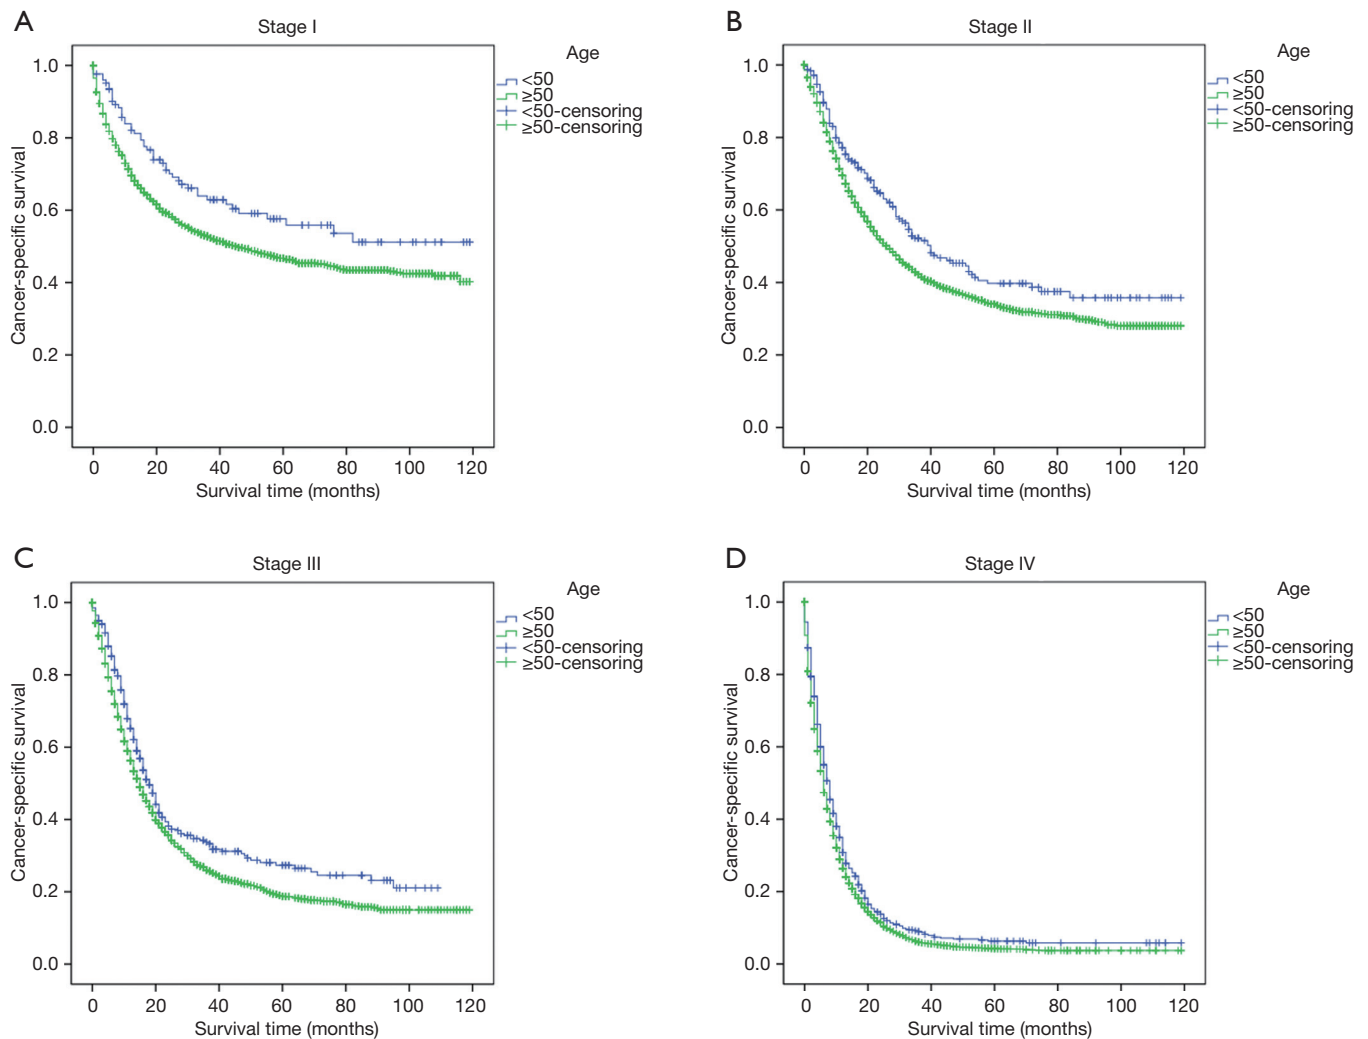 A
Stage I
Age
<50
≥50
<50-censoring
≥50-censoring
Cancer-specific survival
1.0
0.8
0.6
0.4
0.2
0.0
0 20 40 60 80 100 120
Survival time (months)
B
Stage II
Age
<50
≥50
<50-censoring
≥50-censoring
Cancer-specific survival
1.0
0.8
0.6
0.4
0.2
0.0
0 20 40 60 80 100 120
Survival time (months)
C
Stage III
Age
<50
≥50
<50-censoring
≥50-censoring
Cancer-specific survival
1.0
0.8
0.6
0.4
0.2
0.0
0 20 40 60 80 100 120
Survival time (months)
D
Stage IV
Age
<50
≥50
<50-censoring
≥50-censoring
Cancer-specific survival
1.0
0.8
0.6
0.4
0.2
0.0
0 20 40 60 80 100 120
Survival time (months)